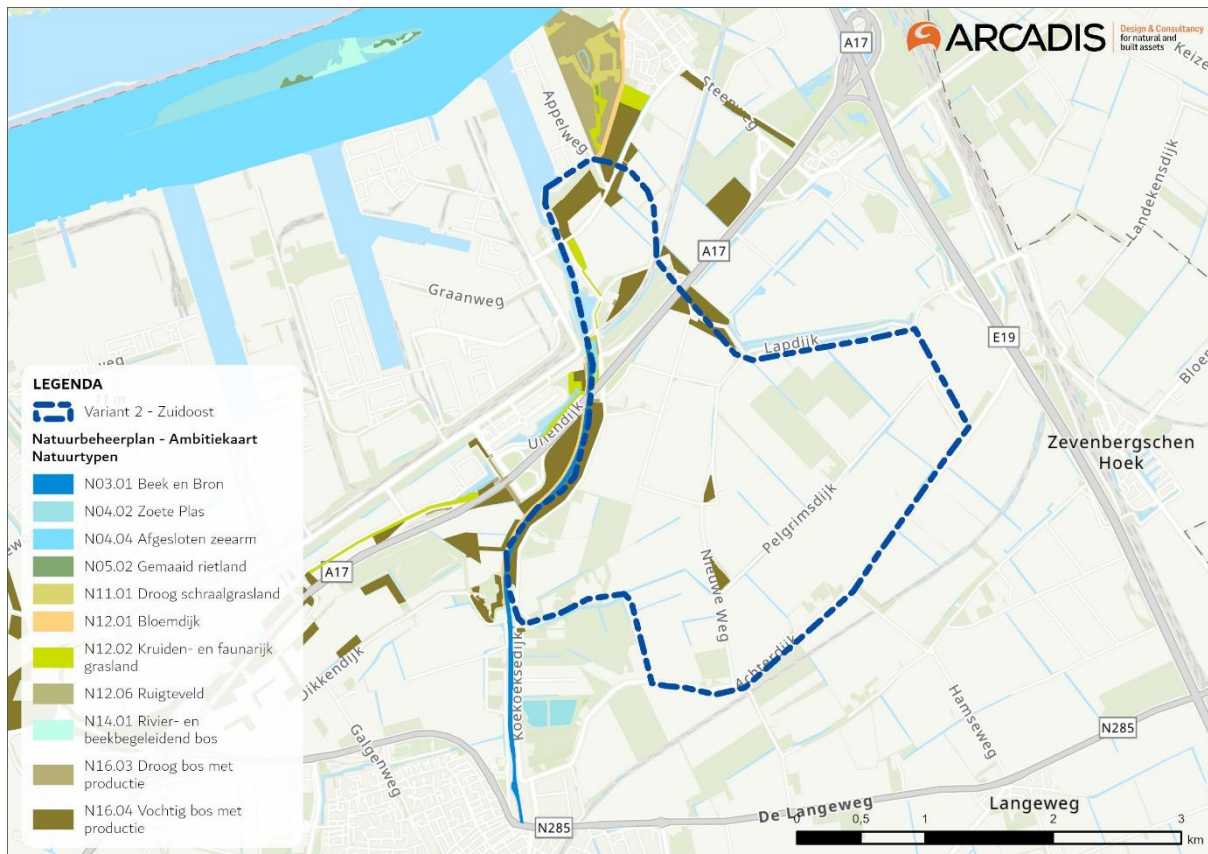 ARCADIS
Design & Consultancy
for natural and
built assets
A17
Keize
Steenweg
Appelweg
Landekensdijk
A17
Graanweg
Lapdijk
E19
LEGENDA
Variant 2 - Zuidoost
Natuurbeheerplan - Ambitiekaart
Natuurtypen
N03.01 Beek en Bron
N04.02 Zoete Plas
N04.04 Afgesloten zeearm
N05.02 Gemaaid rietland
N11.01 Droog schraalgrasland
N12.01 Bloemdijk
N12.02 Kruiden- en faunarijk
grasland
N12.06 Ruigteveld
N14.01 Rivier- en
beekbegeleidend bos
N16.03 Droog bos met
productie
N16.04 Vochtig bos met
productie
11 m
Bloem
Zevenbergschen
Hoek
Pelgrimsdijk
A17
Nieuwe Weg
Achterdijk
Dikkendijk
Koekoeksedijk
Galgenweg
Hamseweg
N285
De Langeweg
Langeweg
N285
0 0,5 1 2 3
km